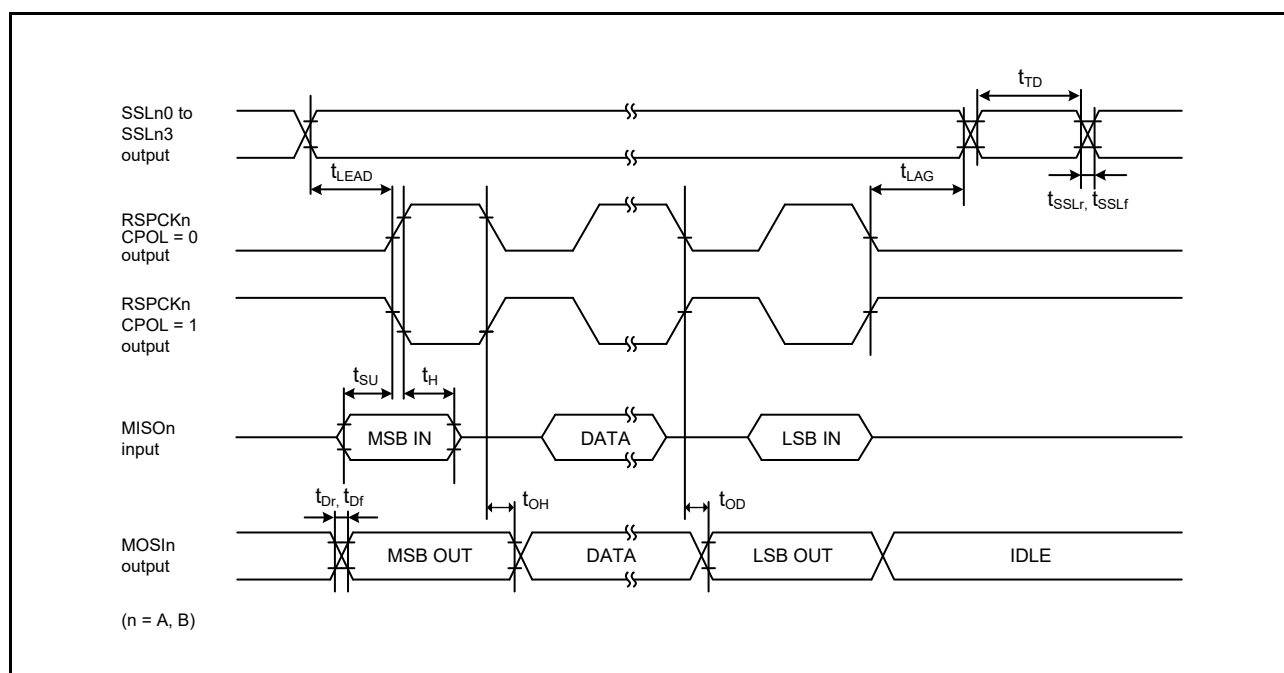 SSLn0 to
SSLn3
output
tTD
tLEAD
tLAG
tSSLr, tSSLf
RSPCKn
CPOL = 0
output
RSPCKn
CPOL = 1
output
tSU
tH
MISOn
input
MSB IN
DATA
LSB IN
tDr, tDf
tOH
tOD
MOSIn
output
MSB OUT
DATA
LSB OUT
IDLE
(n = A, B)